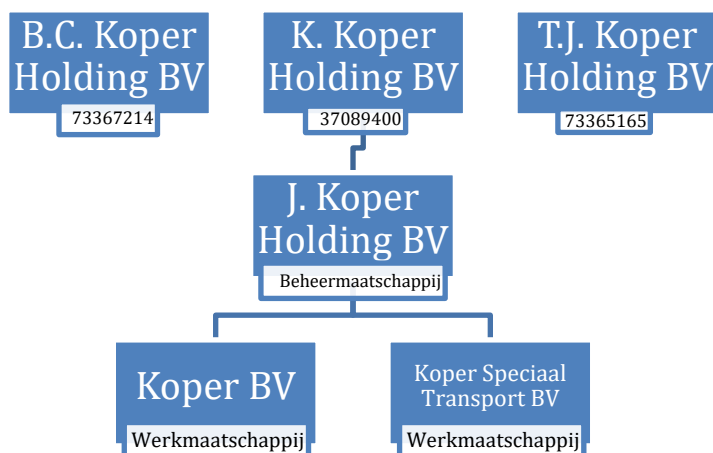 B.C. Koper
Holding BV
73367214
K. Koper
Holding BV
37089400
T.J. Koper
Holding BV
73365165
J. Koper
Holding BV
Beheermaatschappij
Koper BV
Werkmaatschappij
Koper Speciaal
Transport BV
Werkmaatschappij